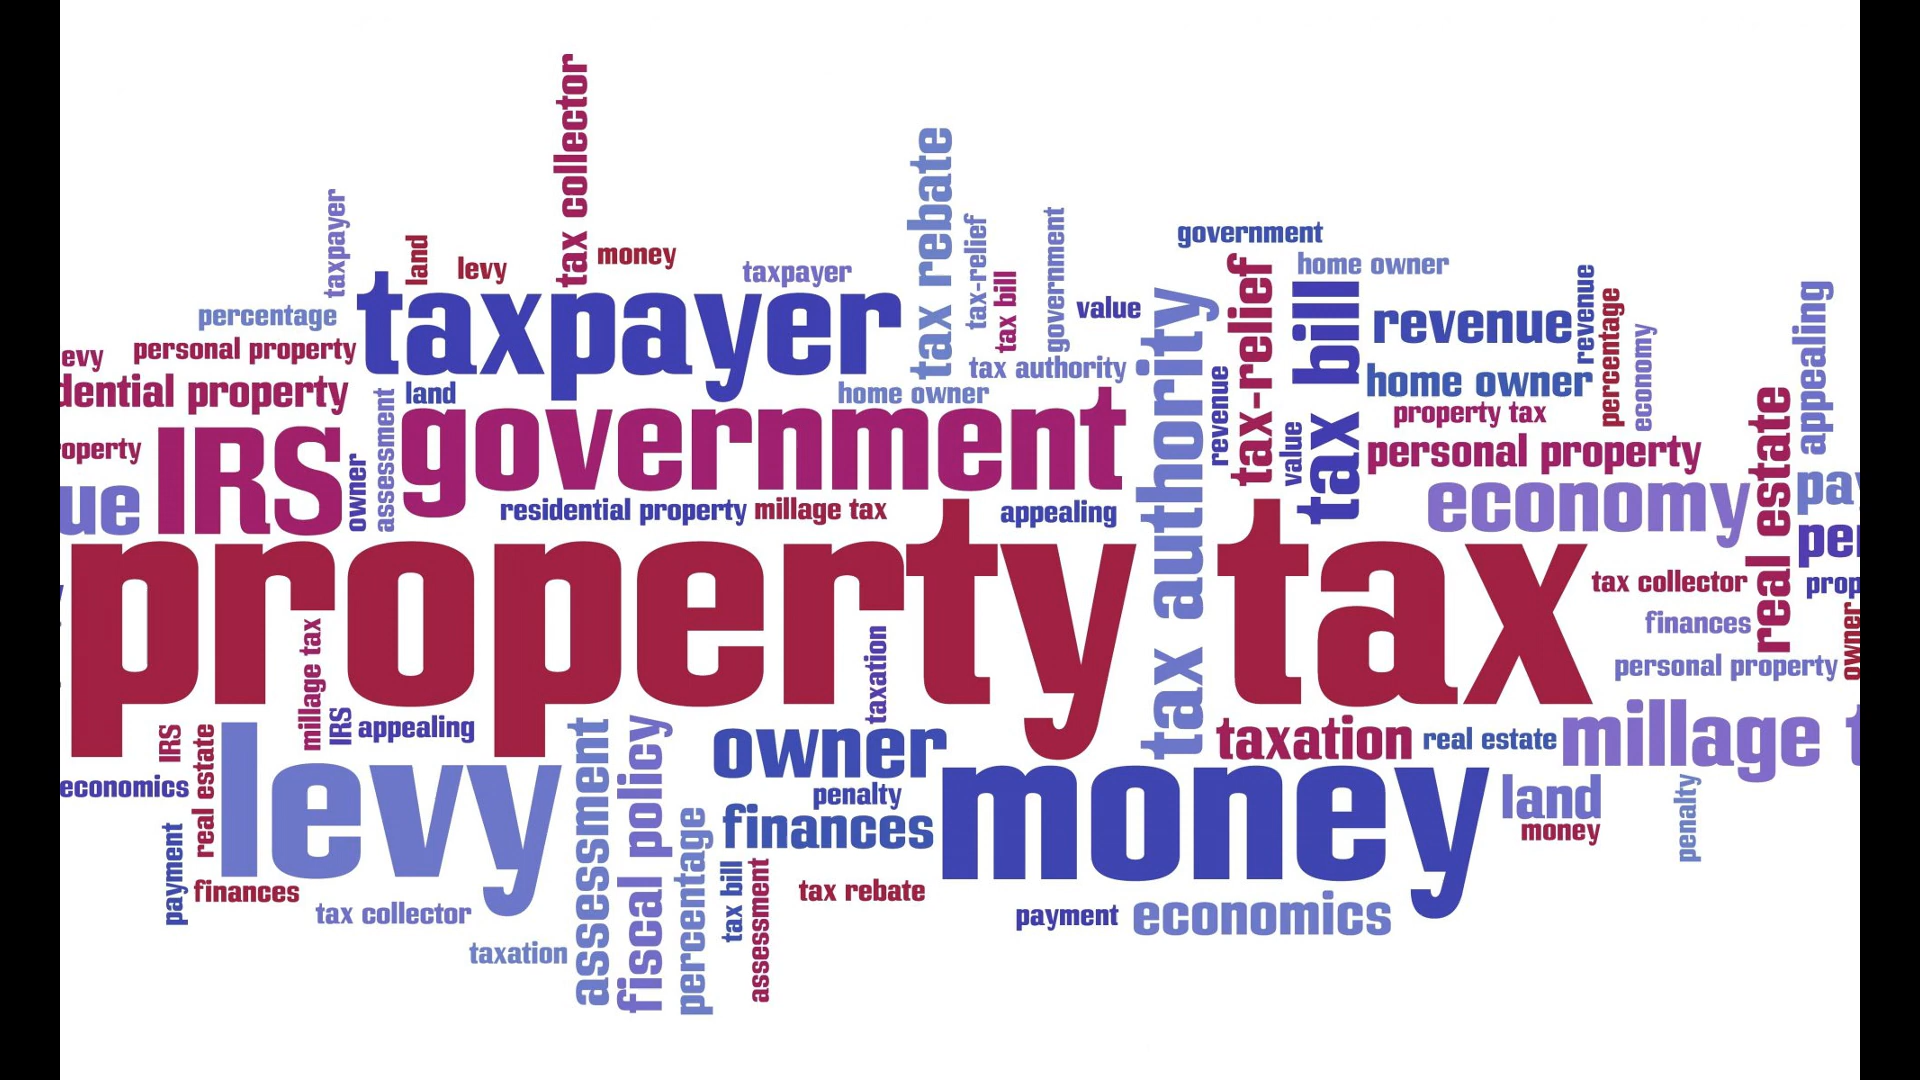 tax collector
tax rebate
taxpayer
land
levy
money
taxpayer
tax-relief
tax bill
government
value
government
home owner
percentage
taxpayer
tax authority
tax-relief
tax bill
revenue
revenue
percentage
economy
appealing
evy
personal property
dential property
assessment
land
home owner
tax authority
revenue
value
home owner
property tax
personal property
real estate
operty
IRS
owner
government
ue
residential property
millage tax
appealing
economy
pay
per
property tax
tax collector
prop
finances
owner
personal property
millage tax
IRS
taxation
IRS
real estate
appealing
owner
taxation
real estate
millage t
economics
levy
assessment
fiscal policy
penalty
money
land
penalty
payment
percentage
finances
money
finances
tax bill
assessment
tax rebate
tax collector
payment
economics
taxation